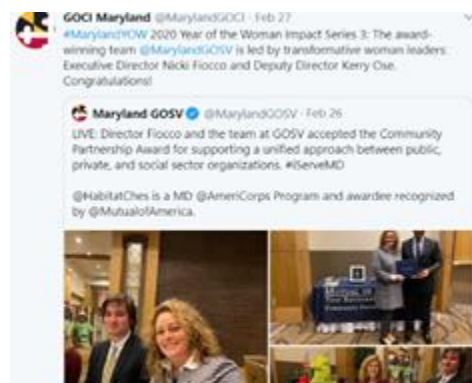 GOCI Maryland @MarylandGOCI · Feb 27
#MarylandYOW 2020 Year of the Woman Impact Series 3: The award-
winning team @MarylandGOSV is led by transformative woman leaders
Executive Director Nicki Fiocco and Deputy Director Kerry Ose.
Congratulations!
Maryland GOSV @MarylandGOSV · Feb 26
LIVE: Director Fiocco and the team at GOSV accepted the Community
Partnership Award for supporting a unified approach between public,
private, and social sector organizations. #iServeMD
@HabitatChes is a MD @AmeriCorps Program and awardee recognized
by @MutualofAmerica.
MUTUAL OF